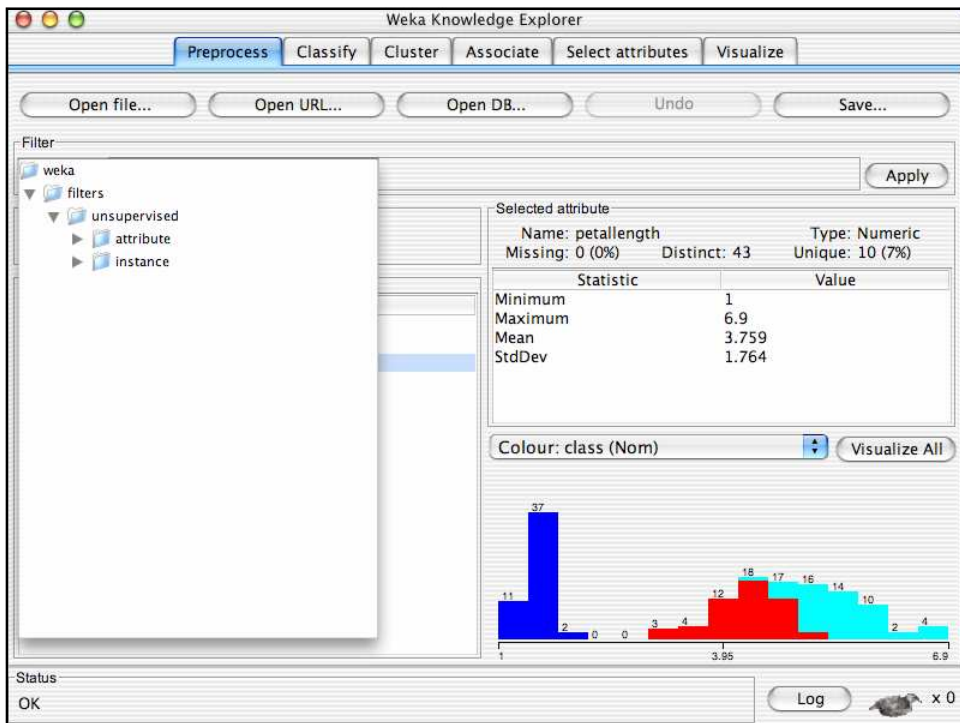 Weka Knowledge Explorer
Preprocess Classify Cluster Associate Select attributes Visualize
Open file... Open URL... Open DB... Undo Save...
Filter
weka
filters
unsupervised
attribute
instance
Apply
Selected attribute
Name: petallength Type: Numeric
Missing: 0 (0%) Distinct: 43 Unique: 10 (7%)
Statistic Value
Minimum 1
Maximum 6.9
Mean 3.759
StdDev 1.764
Colour: class (Nom) Visualize All
11 37 2 0 0 3 4 12 18 17 16 14 10 2 4
1 3.95 6.9
Status
OK
Log x 0